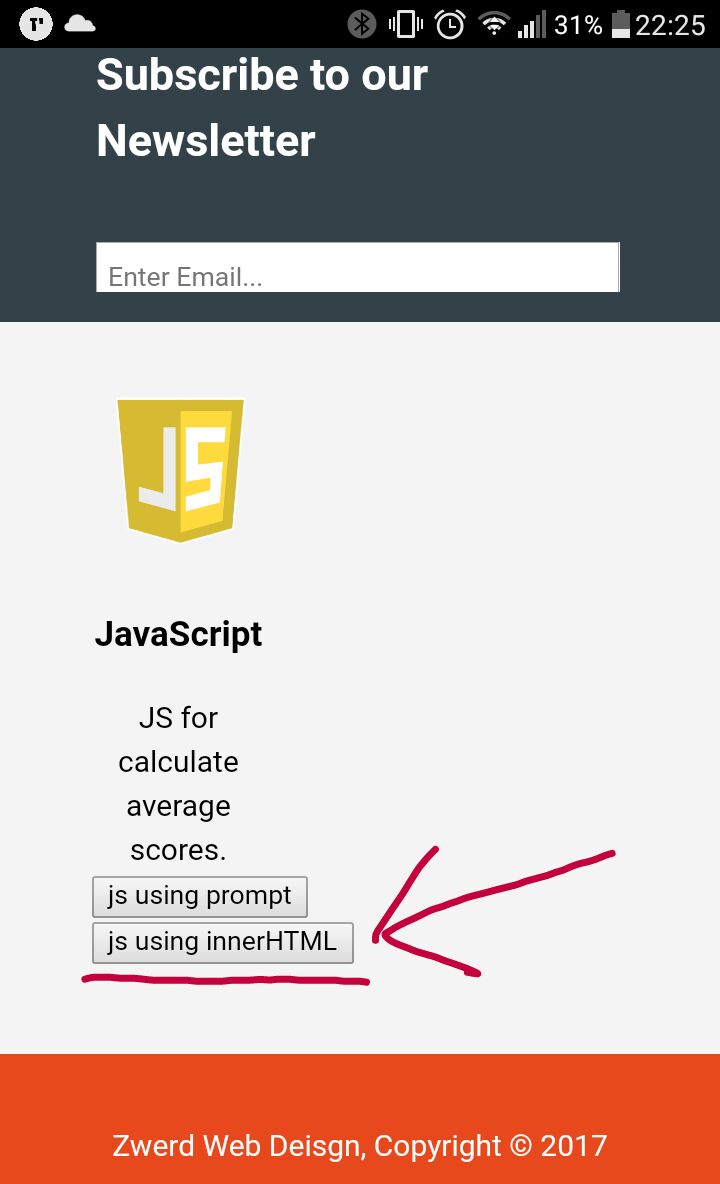 31% 22:25
Subscribe to our
Newsletter
Enter Email...
JS
JavaScript
JS for
calculate
average
scores.
js using prompt
js using innerHTML
Zwerd Web Deisgn, Copyright © 2017